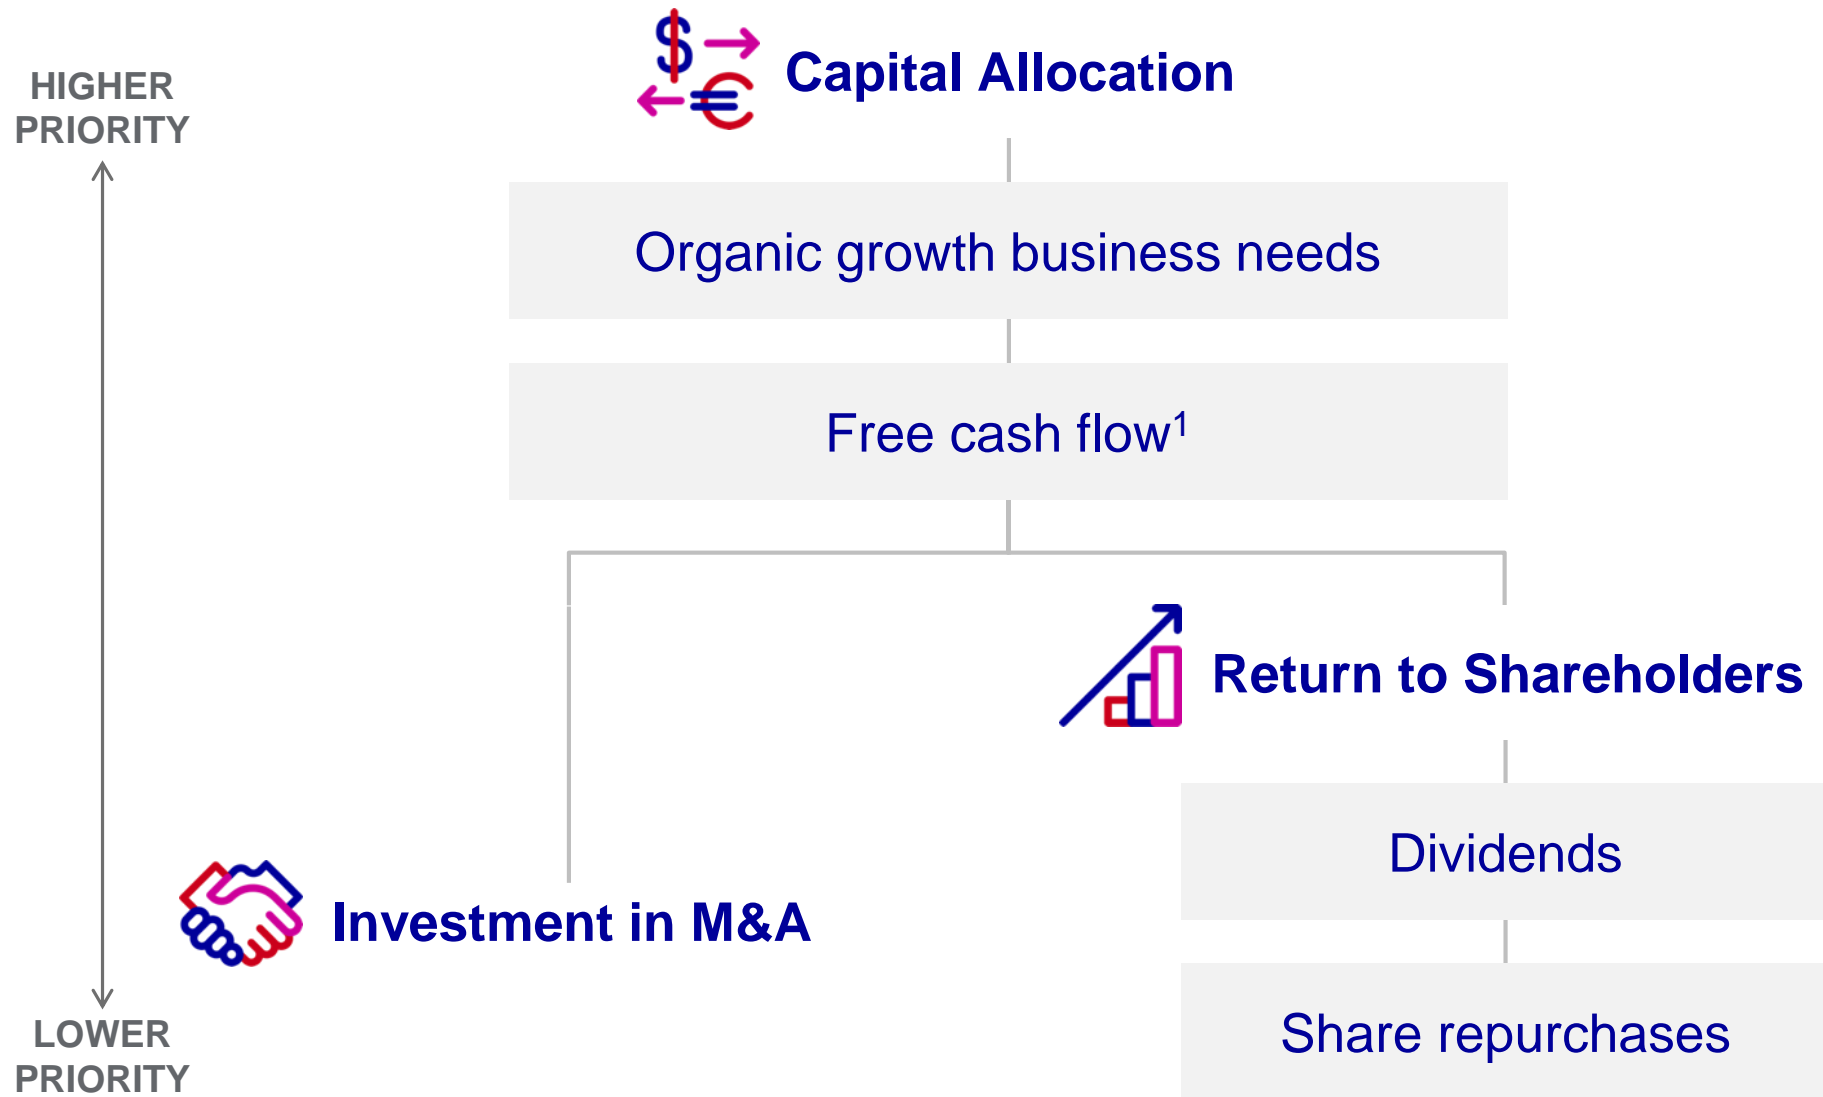 Capital Allocation
HIGHER
PRIORITY
Organic growth business needs
Free cash flow¹
Return to Shareholders
Dividends
Investment in M&A
Share repurchases
LOWER
PRIORITY